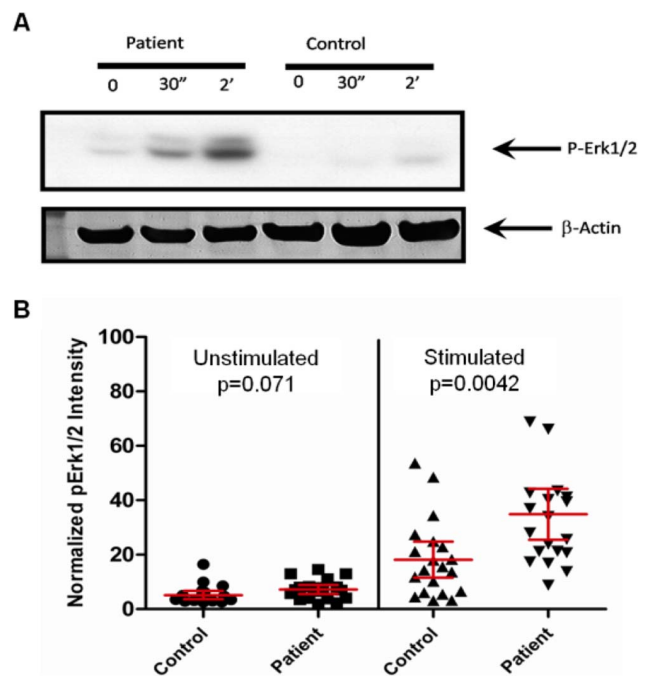 A
Patient Control
0 30” 2’ 0 30” 2’
P-Erk1/2
β-Actin
B
Normalized pErk1/2 Intensity
100
80
60
40
20
0
Unstimulated
p=0.071
Stimulated
p=0.0042
Control Patient Control Patient